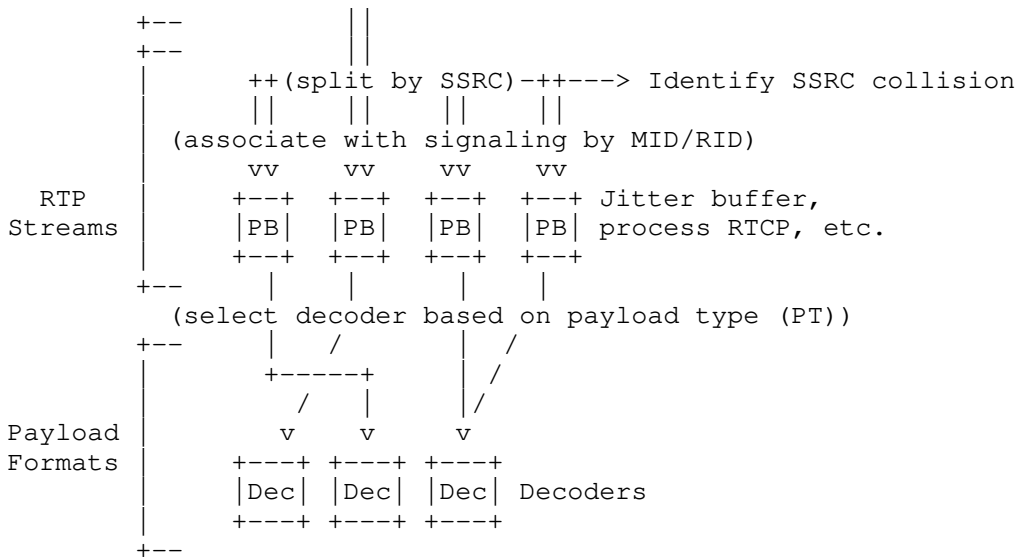 ++(split by SSRC)-++---> Identify SSRC collision
(associate with signaling by MID/RID)
vv vv vv vv
RTP +--+ +--+ +--+ +--+ Jitter buffer,
Streams |PB| |PB| |PB| |PB| process RTCP, etc.
+--+ +--+ +--+ +--+
(select decoder based on payload type (PT))
+-----+
Payload v v v
Formats +---+ +---+ +---+
|Dec| |Dec| |Dec| Decoders
+---+ +---+ +---+